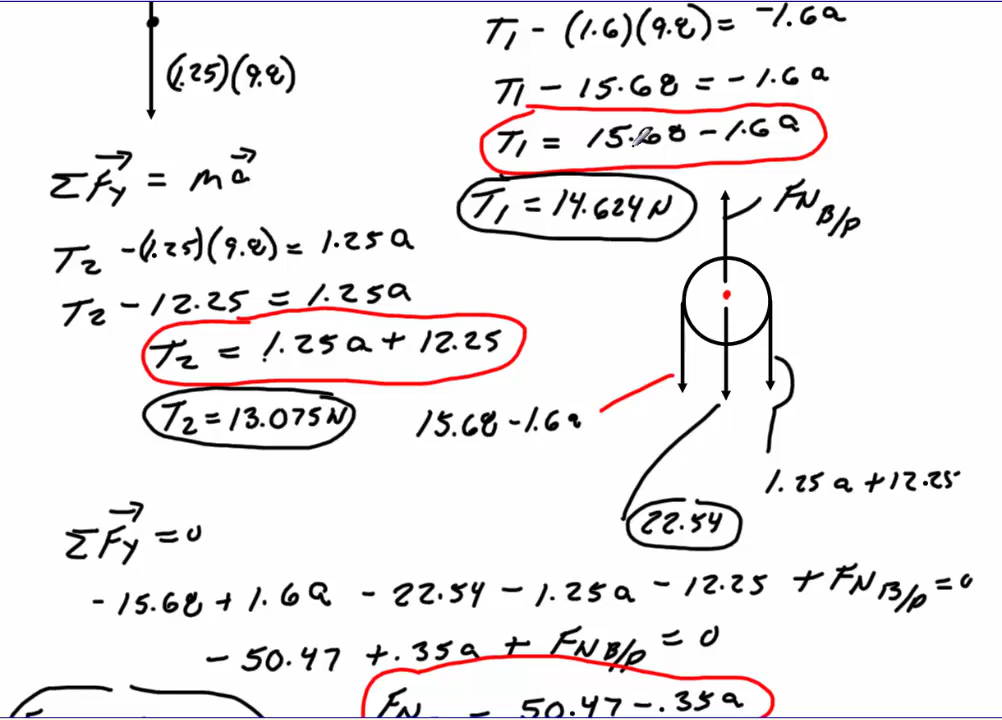 (1.25)(9.8)
T₁ - (1.6)(9.8) = -1.6a
T₁ - 15.68 = -1.6a
T₁ = 15.68 - 1.6a
T₁ = 14.624N
FN B/P
ΣFy = ma
T₂ - (1.25)(9.8) = 1.25a
T₂ - 12.25 = 1.25a
T₂ = 1.25a + 12.25
T₂ = 13.075N
15.68 - 1.6a
1.25a + 12.25
22.54
ΣFy = 0
-15.68 + 1.6a - 22.54 - 1.25a - 12.25 + FN B/P = 0
-50.47 + .35a + FN B/P = 0
FN = 50.47 - .35a